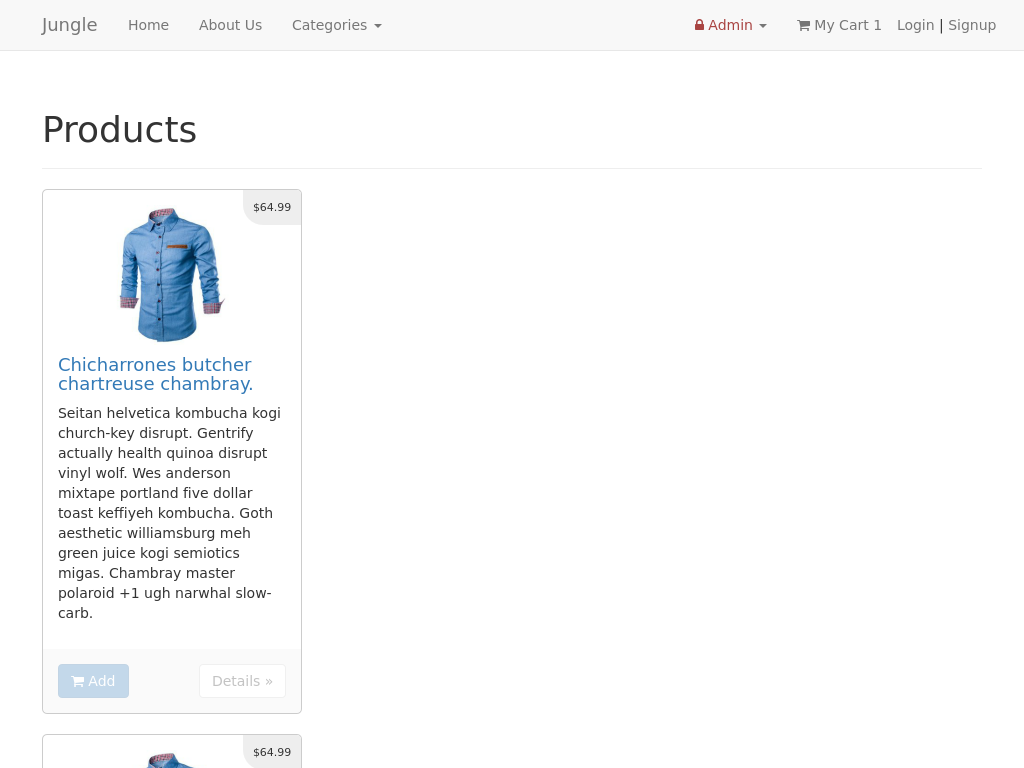 Jungle Home About Us Categories Admin My Cart 1 Login | Signup
Products
$64.99
Chicharrones butcher
chartreuse chambray.
Seitan helvetica kombucha kogi
church-key disrupt. Gentrify
actually health quinoa disrupt
vinyl wolf. Wes anderson
mixtape portland five dollar
toast keffiyeh kombucha. Goth
aesthetic williamsburg meh
green juice kogi semiotics
migas. Chambray master
polaroid +1 ugh narwhal slow-
carb.
Add Details »
$64.99